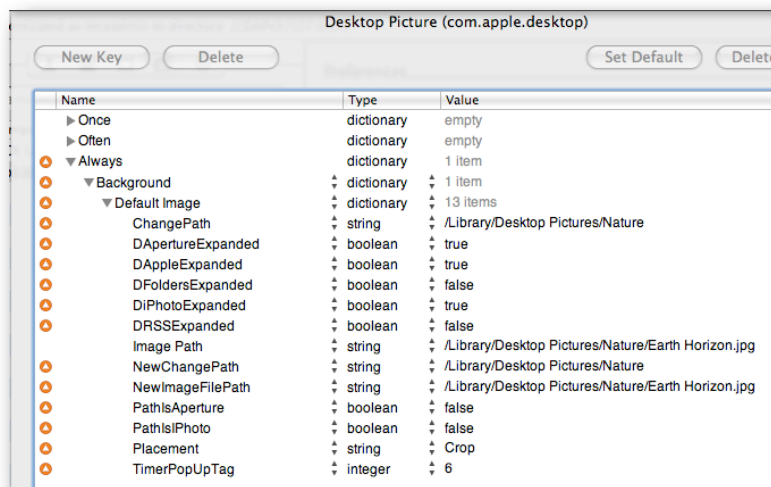 Desktop Picture (com.apple.desktop)
New Key Delete Set Default Delete
Name Type Value
Once dictionary empty
Often dictionary empty
Always dictionary 1 item
Background dictionary 1 item
Default Image dictionary 13 items
ChangePath string /Library/Desktop Pictures/Nature
DApertureExpanded boolean true
DAppleExpanded boolean true
DFoldersExpanded boolean false
DiPhotoExpanded boolean true
DRSSExpanded boolean false
Image Path string /Library/Desktop Pictures/Nature/Earth Horizon.jpg
NewChangePath string /Library/Desktop Pictures/Nature
NewImageFilePath string /Library/Desktop Pictures/Nature/Earth Horizon.jpg
PathIsAperture boolean false
PathIsIPhoto boolean false
Placement string Crop
TimerPopUpTag integer 6